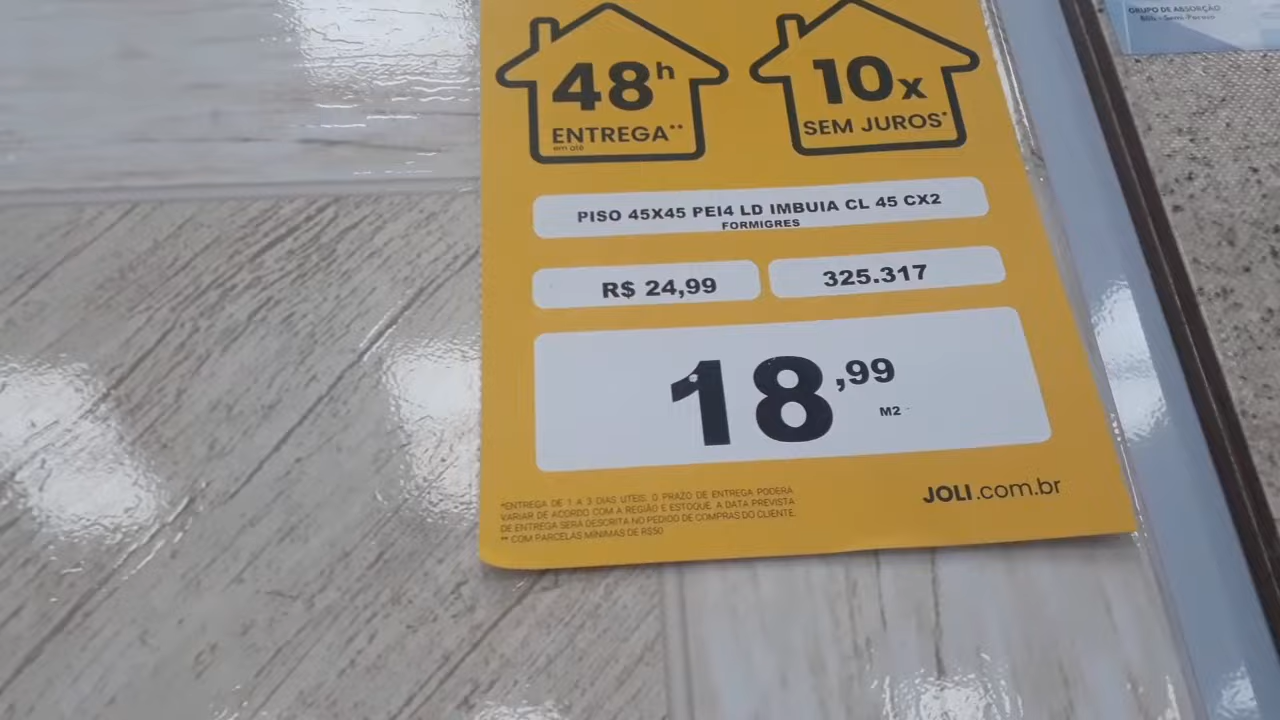 48h
ENTREGA**
em até
10x
SEM JUROS*
PISO 45X45 PEI4 LD IMBUIA CL 45 CX2
FORMIGRES
R$ 24,99
325.317
18,99
M2
*ENTREGA DE 1 A 3 DIAS UTEIS. O PRAZO DE ENTREGA PODERÁ
VARIAR DE ACORDO COM A REGIÃO E ESTOQUE. A DATA PREVISTA
DE ENTREGA SERÁ DESCRITA NO PEDIDO DE COMPRAS DO CLIENTE.
** COM PARCELAS MÍNIMAS DE R$50
JOLI.com.br
GRUPO DE ABSORÇÃO